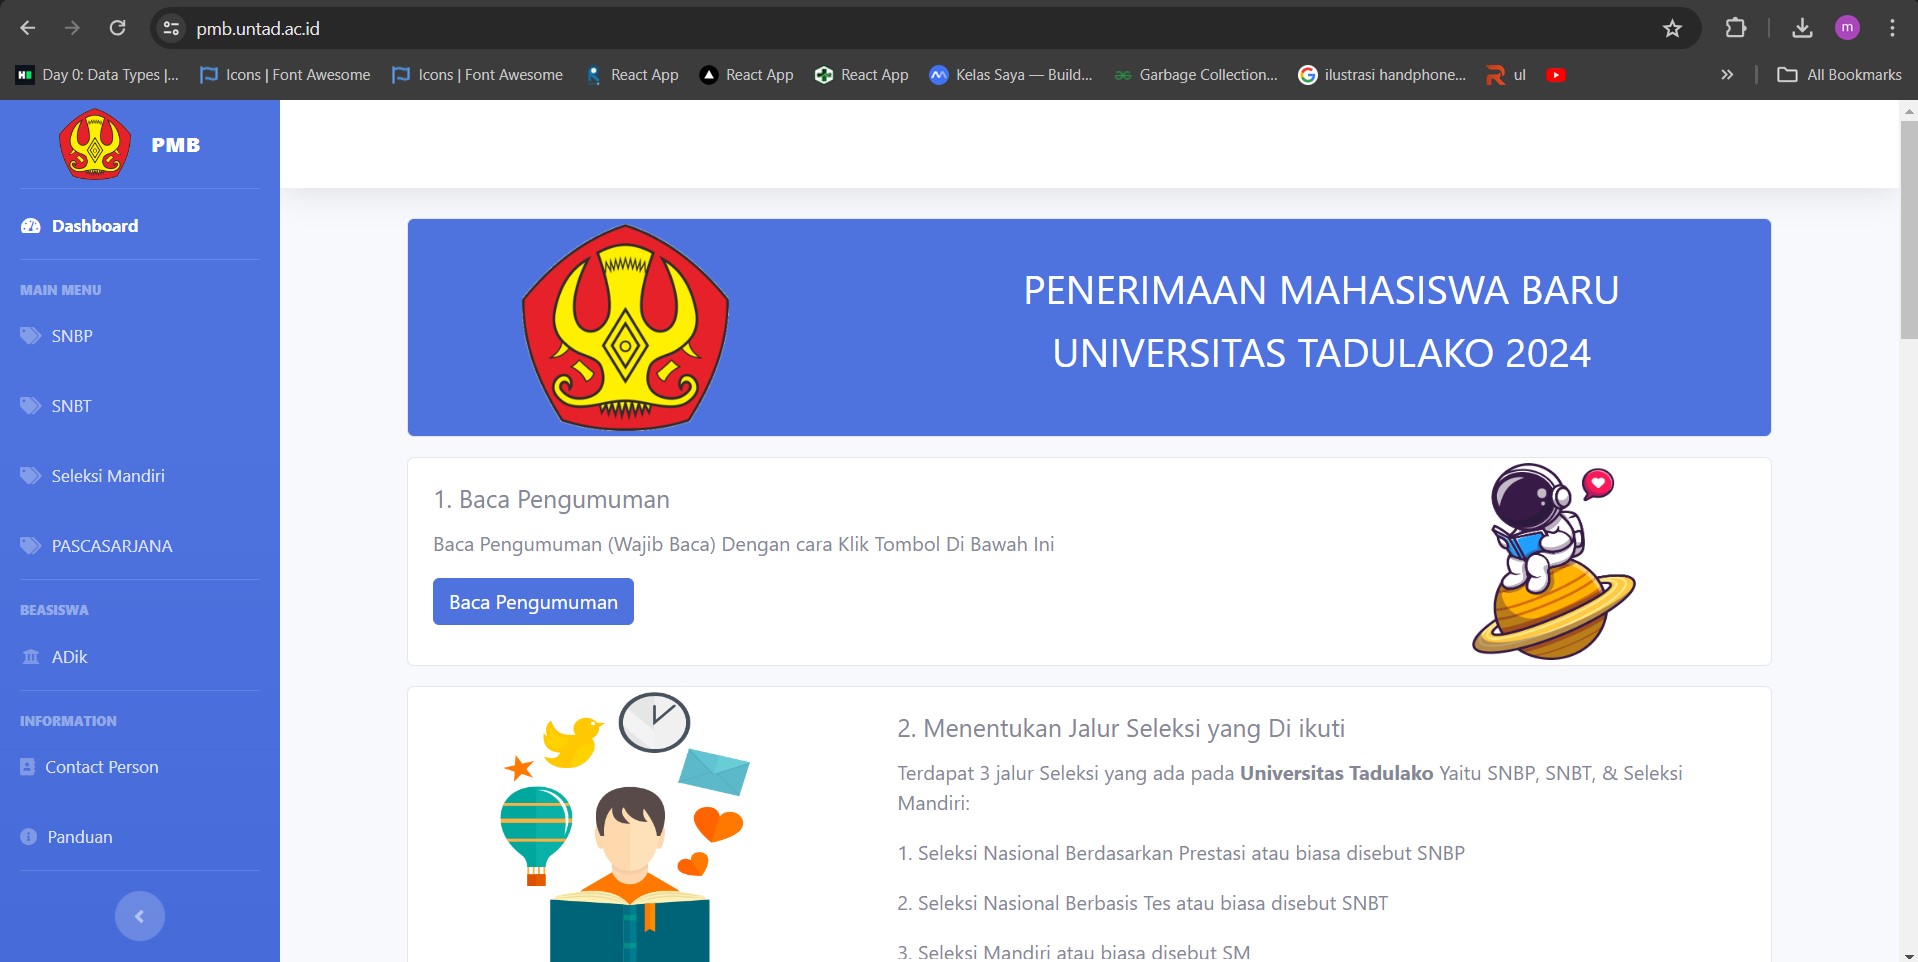 pmb.untad.ac.id
m
Day 0: Data Types |...
Icons | Font Awesome
Icons | Font Awesome
React App
React App
React App
Kelas Saya — Build...
Garbage Collection...
ilustrasi handphone...
ul
»
All Bookmarks
PMB
Dashboard
MAIN MENU
SNBP
SNBT
Seleksi Mandiri
PASCASARJANA
BEASISWA
ADik
INFORMATION
Contact Person
Panduan
PENERIMAAN MAHASISWA BARU
UNIVERSITAS TADULAKO 2024
1. Baca Pengumuman
Baca Pengumuman (Wajib Baca) Dengan cara Klik Tombol Di Bawah Ini
Baca Pengumuman
2. Menentukan Jalur Seleksi yang Di ikuti
Terdapat 3 jalur Seleksi yang ada pada Universitas Tadulako Yaitu SNBP, SNBT, & Seleksi
Mandiri:
1. Seleksi Nasional Berdasarkan Prestasi atau biasa disebut SNBP
2. Seleksi Nasional Berbasis Tes atau biasa disebut SNBT
3. Seleksi Mandiri atau biasa disebut SM